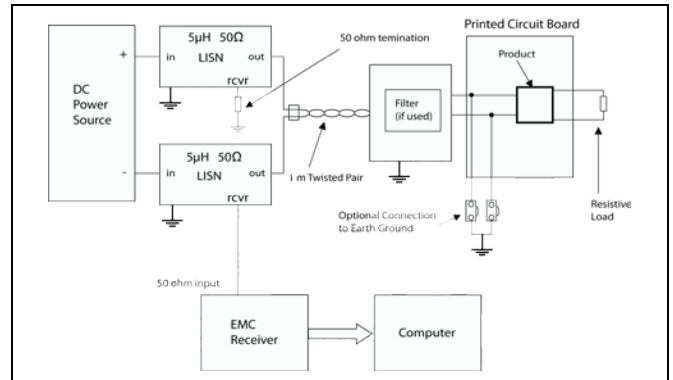 Printed Circuit Board
5µH 50Ω
LISN
in
out
rcvr
50 ohm temination
Product
+
DC
Power
Source
-
Filter
(if used)
5µH 50Ω
LISN
in
out
rcvr
1 m Twisted Pair
Resistive
Load
Optional Connection
to Earth Ground
50 ohm input
EMC
Receiver
Computer